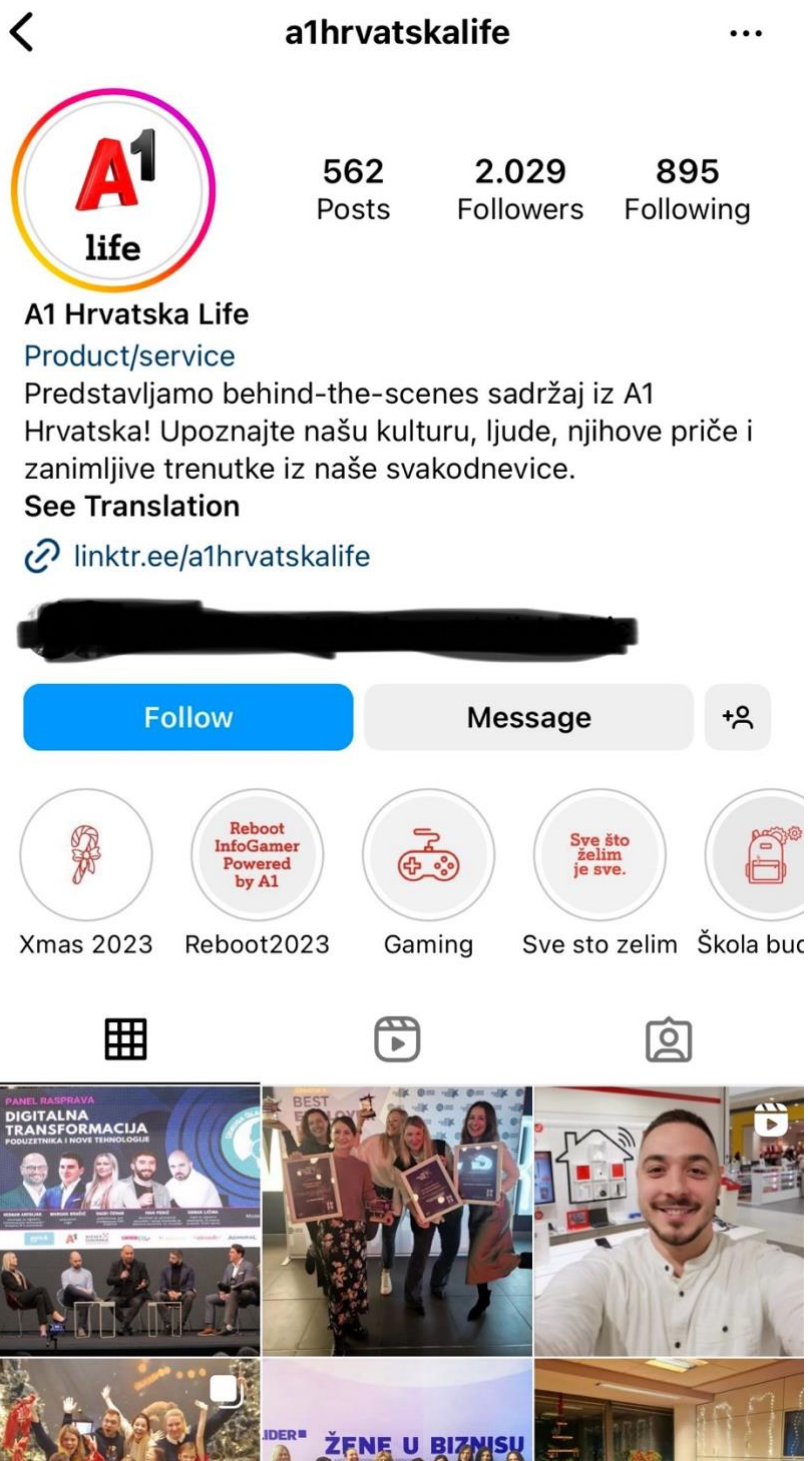 a1hrvatskalife
A1
life
562
Posts
2.029
Followers
895
Following
A1 Hrvatska Life
Product/service
Predstavljamo behind-the-scenes sadržaj iz A1
Hrvatska! Upoznajte našu kulturu, ljude, njihove priče i
zanimljive trenutke iz naše svakodnevice.
See Translation
linktr.ee/a1hrvatskalife
Follow
Message
Reboot
InfoGamer
Powered
by A1
Sve što
želim
je sve.
Xmas 2023
Reboot2023
Gaming
Sve sto zelim
Škola buc
PANEL RASPRAVA
DIGITALNA
TRANSFORMACIJA
PODUZETNIKA I NOVE TEHNOLOGIJE
A1
BEST
ŽENE U BIZNISU